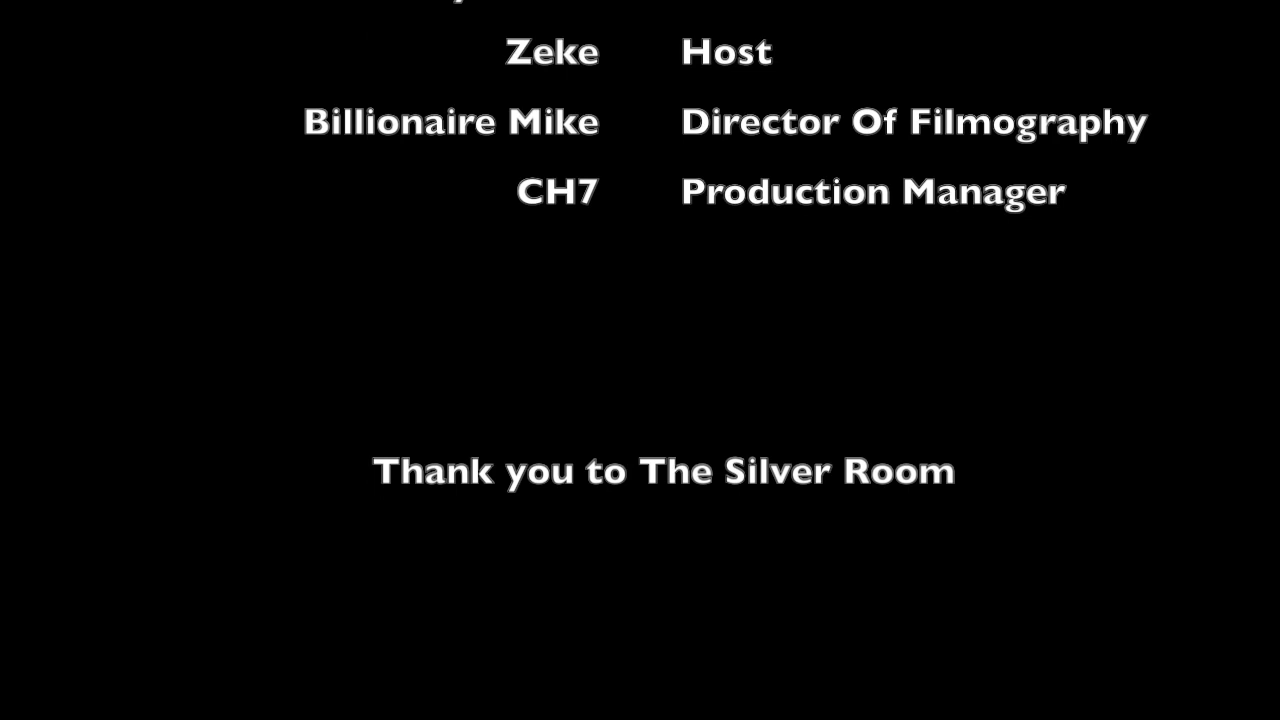 Zeke Host
Billionaire Mike Director Of Filmography
CH7 Production Manager
Thank you to The Silver Room